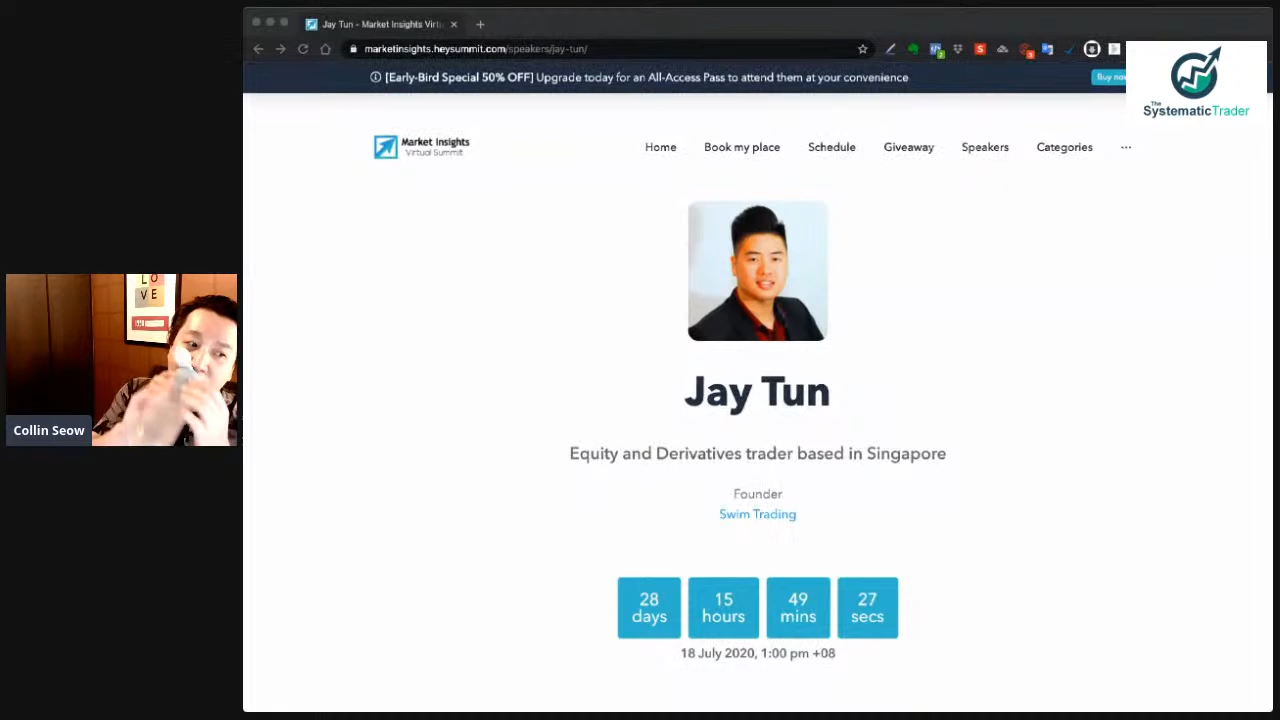 Jay Tun - Market Insights Virtu
marketinsights.heysummit.com/speakers/jay-tun/
[Early-Bird Special 50% OFF] Upgrade today for an All-Access Pass to attend them at your convenience
Buy now
The
SystematicTrader
Market Insights
Virtual Summit
Home Book my place Schedule Giveaway Speakers Categories ...
L O
V E
Collin Seow
Jay Tun
Equity and Derivatives trader based in Singapore
Founder
Swim Trading
28 15 49 27
days hours mins secs
18 July 2020, 1:00 pm +08